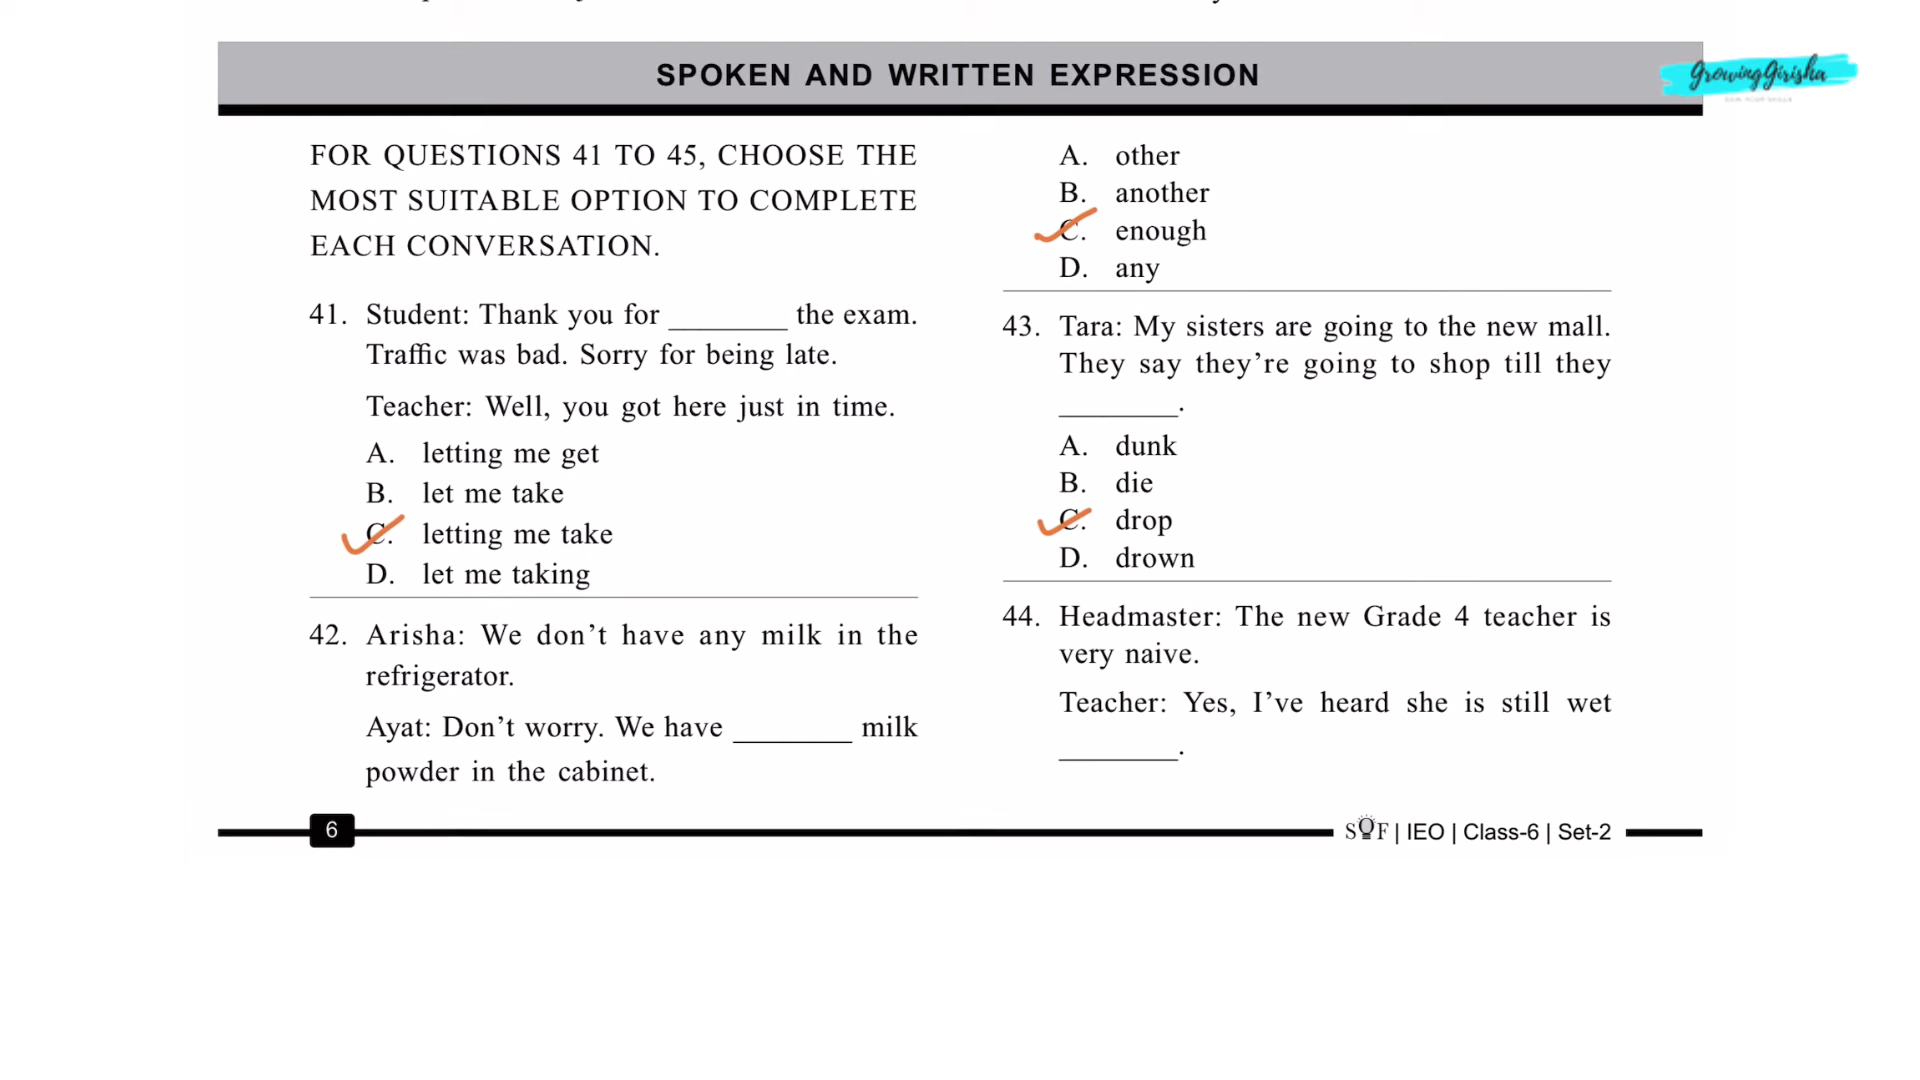 SPOKEN AND WRITTEN EXPRESSION
GrowingGirisha
FOR QUESTIONS 41 TO 45, CHOOSE THE
MOST SUITABLE OPTION TO COMPLETE
EACH CONVERSATION.
41. Student: Thank you for ________ the exam.
Traffic was bad. Sorry for being late.
Teacher: Well, you got here just in time.
A. letting me get
B. let me take
C. letting me take
D. let me taking
42. Arisha: We don’t have any milk in the
refrigerator.
Ayat: Don’t worry. We have ________ milk
powder in the cabinet.
A. other
B. another
C. enough
D. any
43. Tara: My sisters are going to the new mall.
They say they’re going to shop till they
________.
A. dunk
B. die
C. drop
D. drown
44. Headmaster: The new Grade 4 teacher is
very naive.
Teacher: Yes, I’ve heard she is still wet
________.
6
SOF | IEO | Class-6 | Set-2